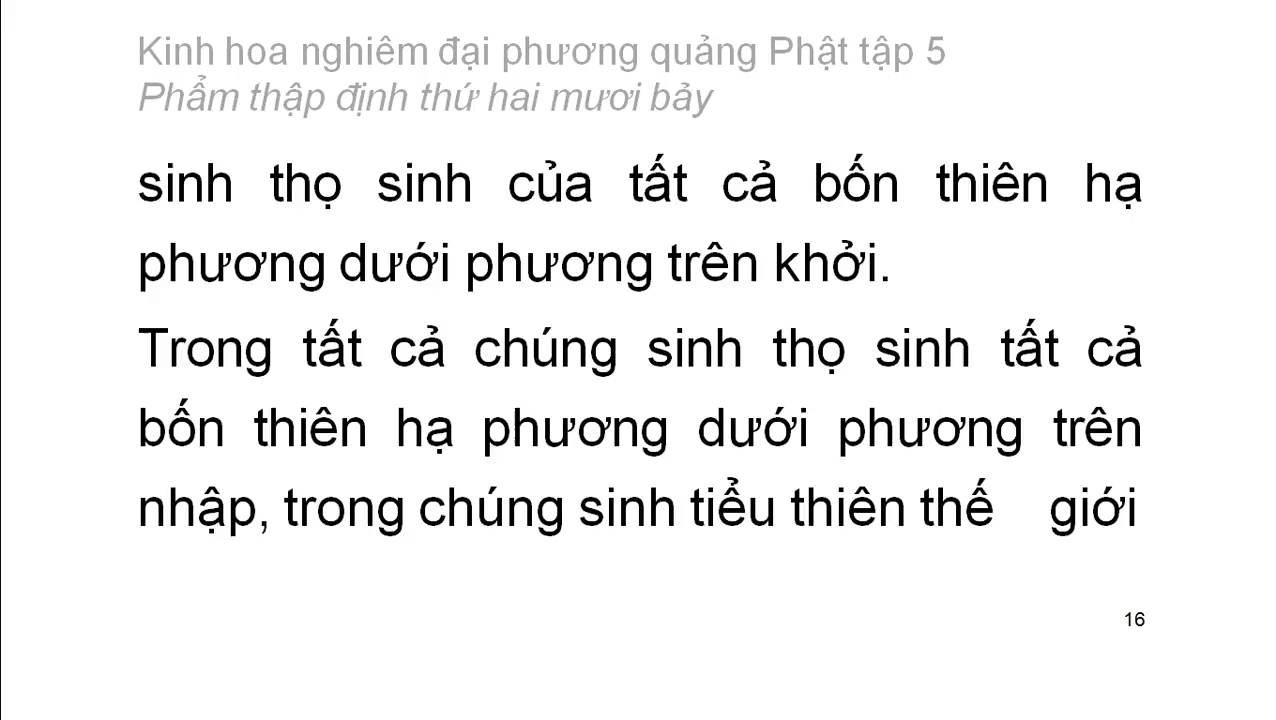 Kinh hoa nghiêm đại phương quảng Phật tập 5
Phẩm thập định thứ hai mươi bảy
sinh thọ sinh của tất cả bốn thiên hạ
phương dưới phương trên khởi.
Trong tất cả chúng sinh thọ sinh tất cả
bốn thiên hạ phương dưới phương trên
nhập, trong chúng sinh tiểu thiên thế giới
16